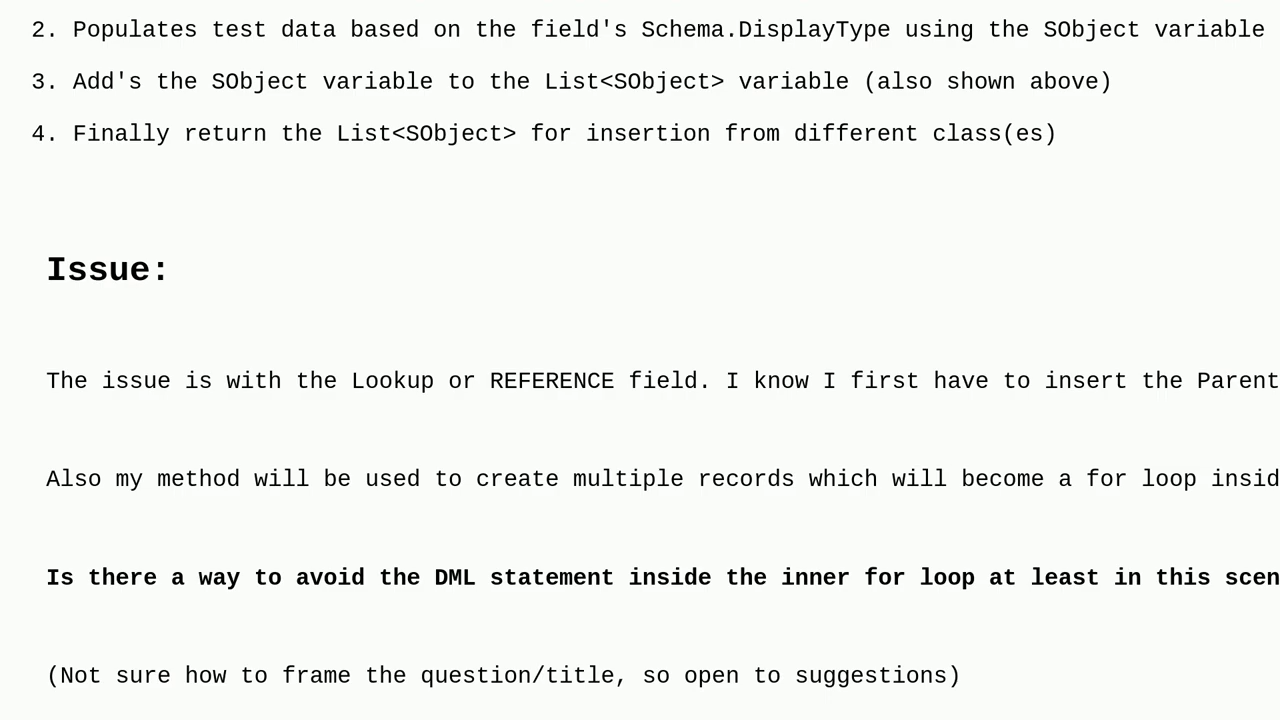 2. Populates test data based on the field's Schema.DisplayType using the SObject variable
3. Add's the SObject variable to the List<SObject> variable (also shown above)
4. Finally return the List<SObject> for insertion from different class(es)
Issue:
The issue is with the Lookup or REFERENCE field. I know I first have to insert the Parent
Also my method will be used to create multiple records which will become a for loop insid
Is there a way to avoid the DML statement inside the inner for loop at least in this scen
(Not sure how to frame the question/title, so open to suggestions)